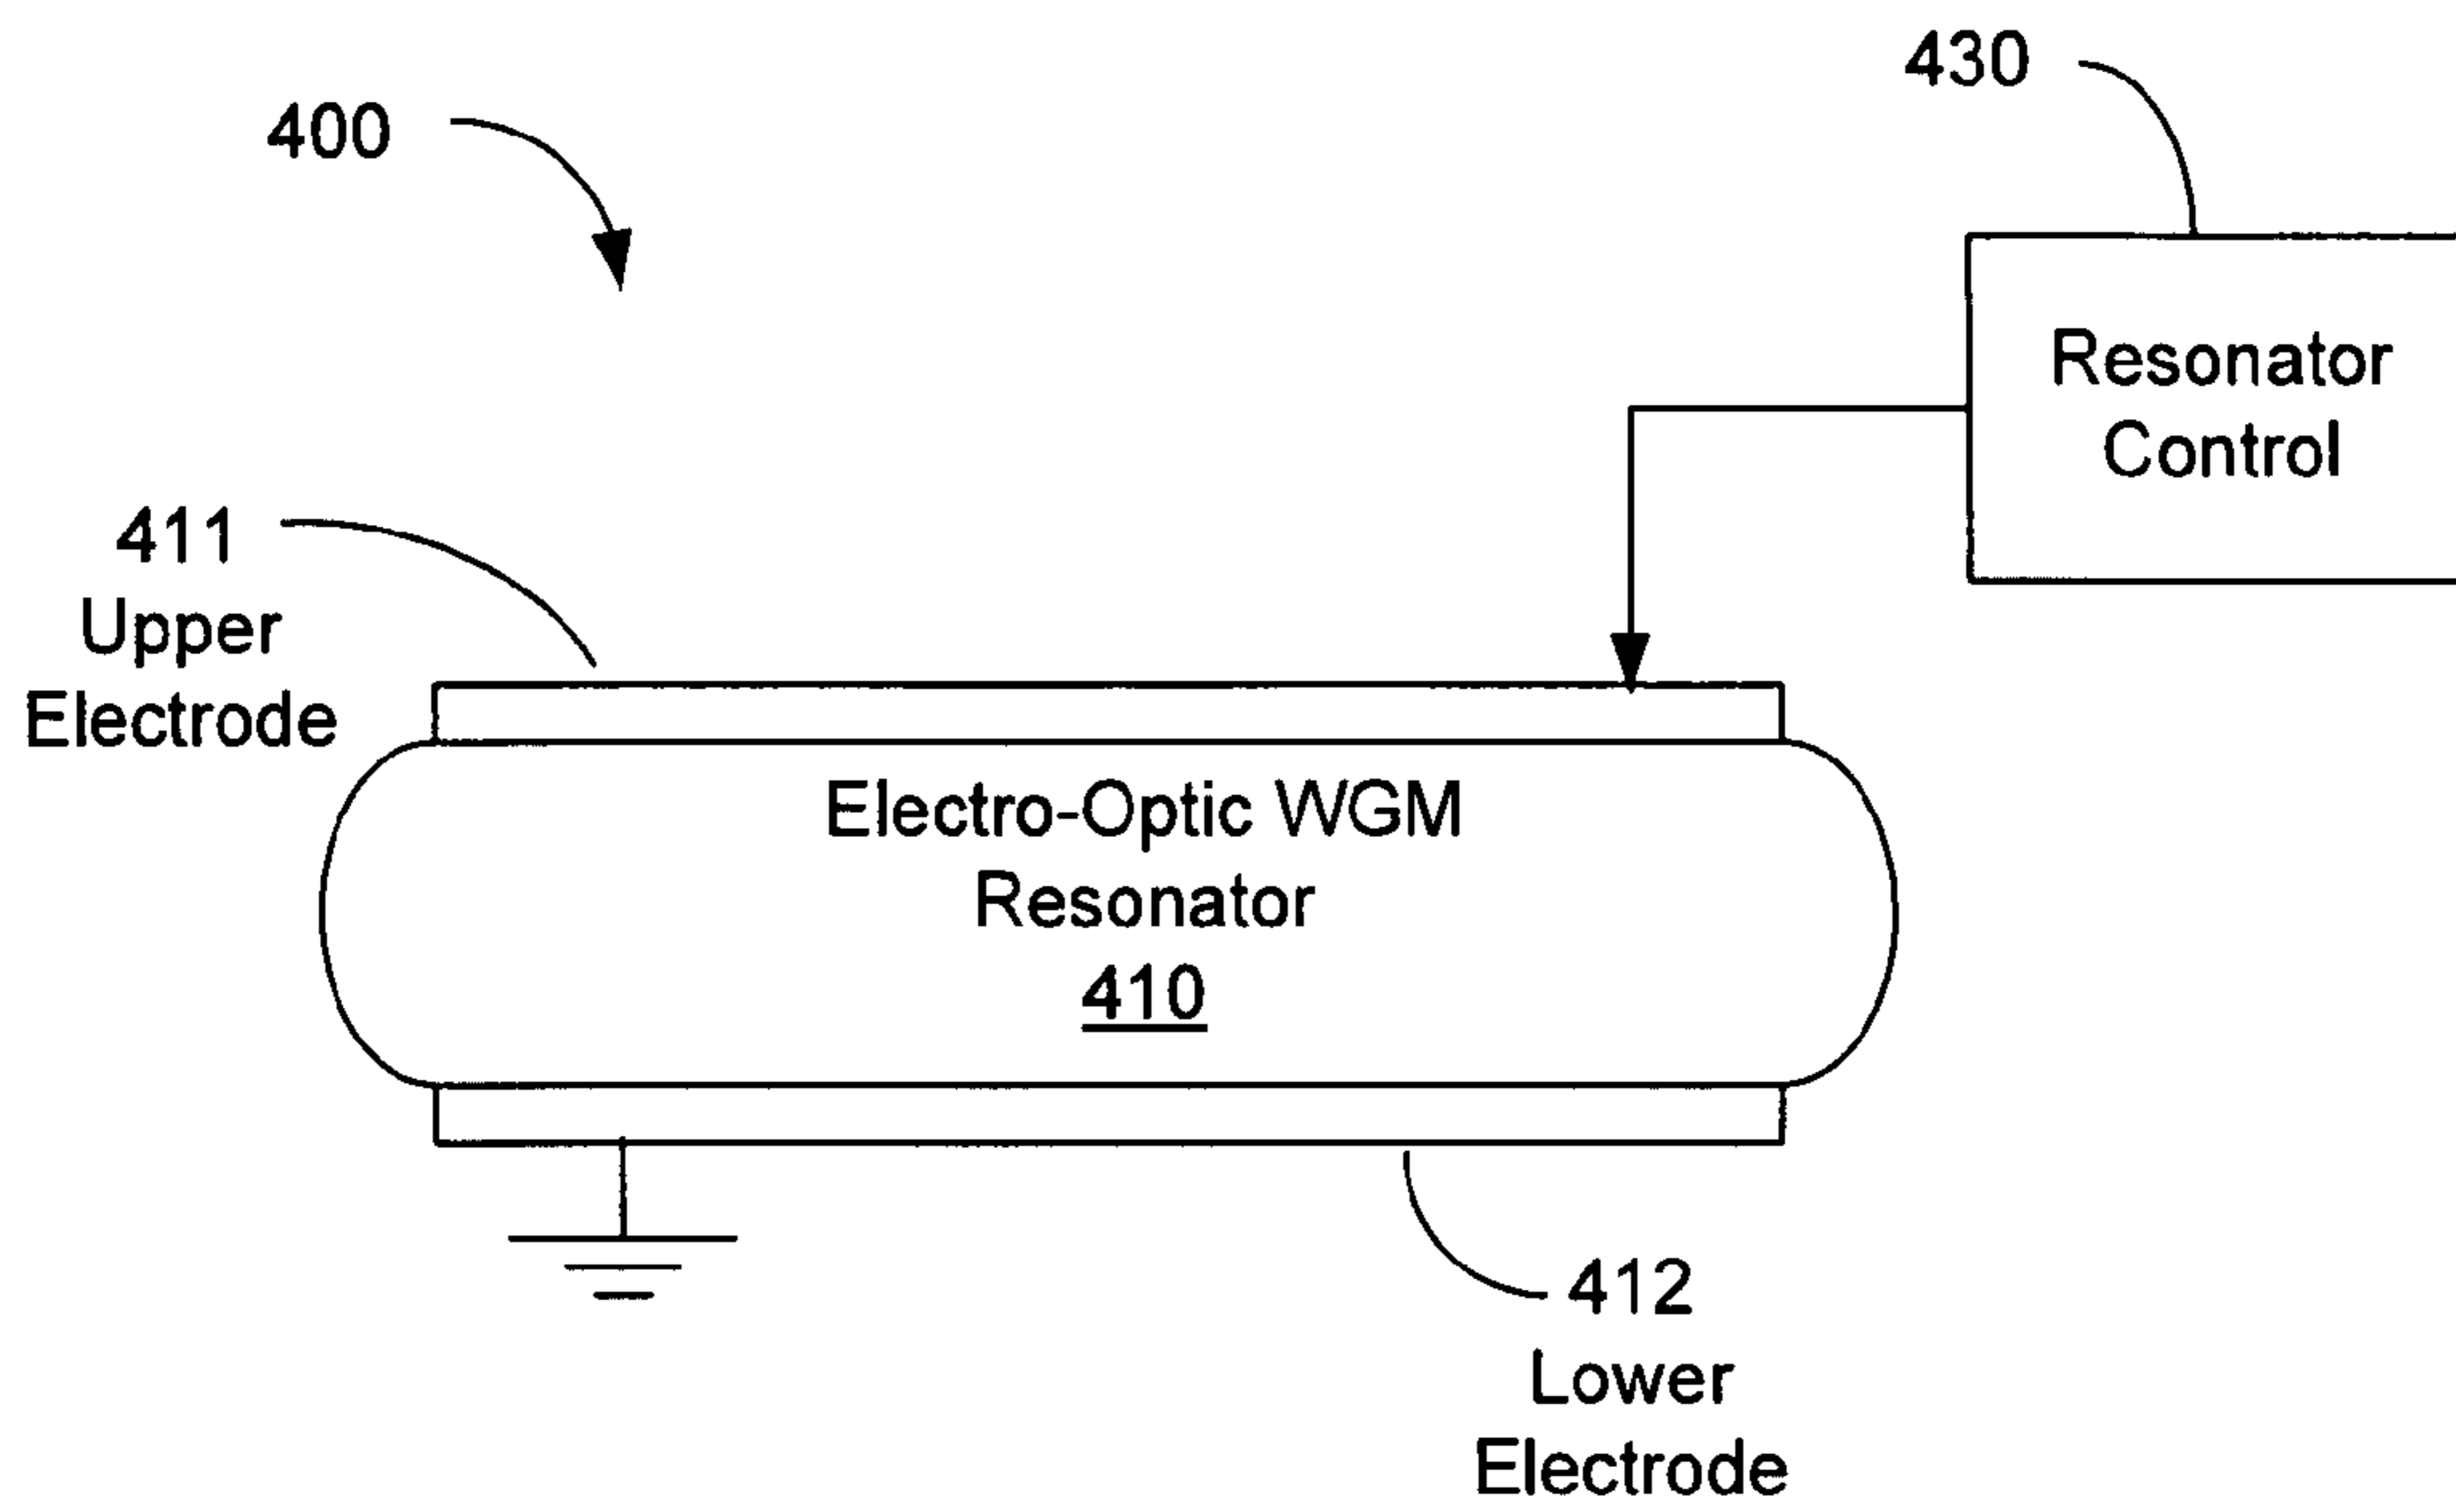 400
430
Resonator
Control
411
Upper
Electrode
Electro-Optic WGM
Resonator
410
412
Lower
Electrode